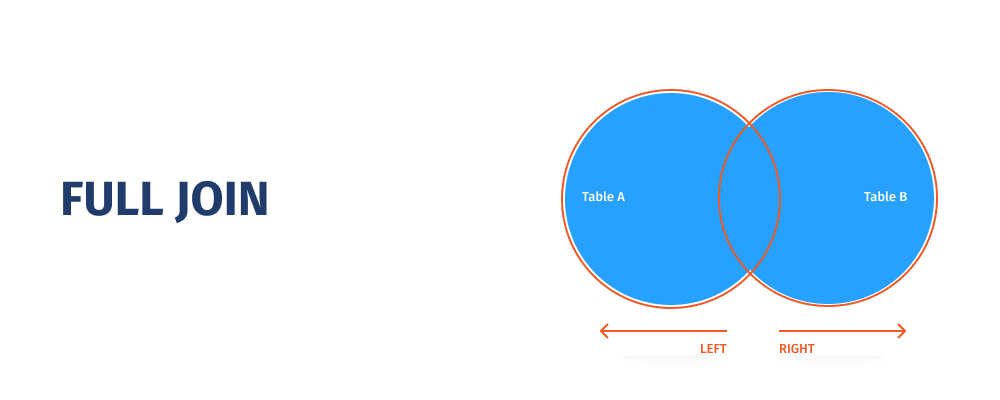 FULL JOIN
Table A
Table B
LEFT
RIGHT